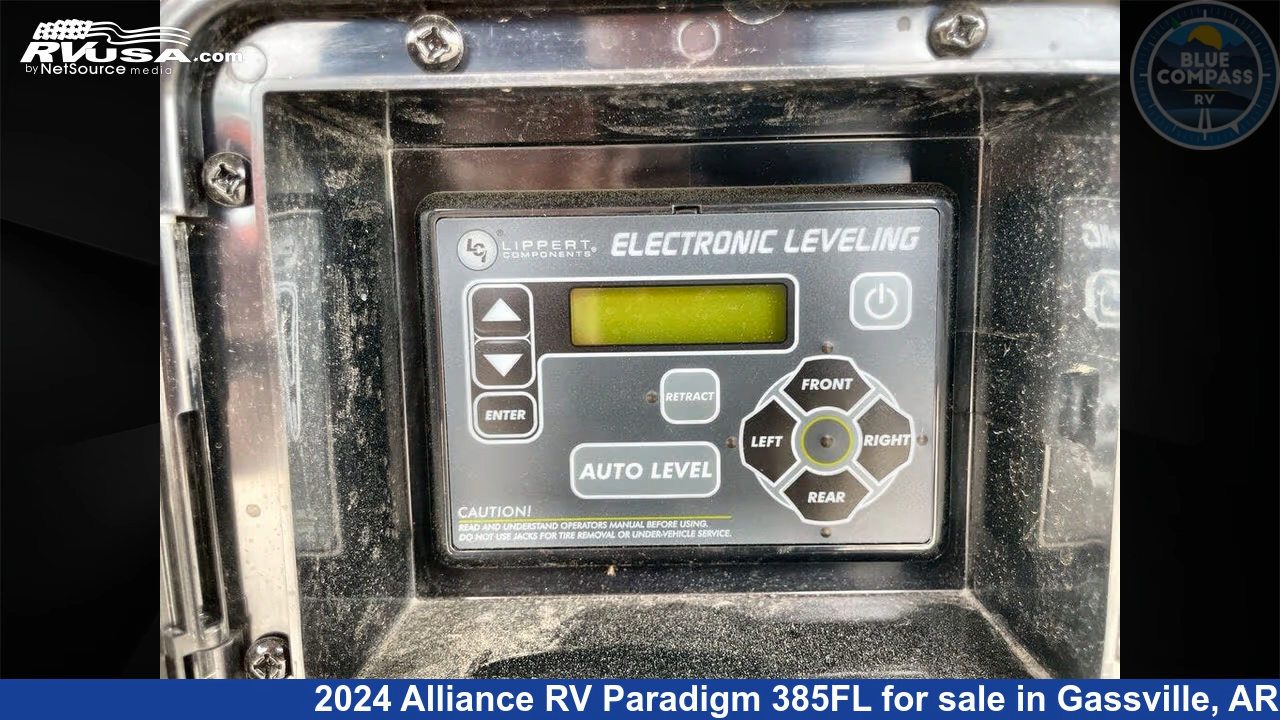 RVUSA.com
by NetSource media
BLUE
COMPASS
RV
LCI
LIPPERT
COMPONENTS®
ELECTRONIC LEVELING
FRONT
RETRACT
ENTER
LEFT
RIGHT
AUTO LEVEL
REAR
CAUTION!
READ AND UNDERSTAND OPERATORS MANUAL BEFORE USING.
DO NOT USE JACKS FOR TIRE REMOVAL OR UNDER-VEHICLE SERVICE.
2024 Alliance RV Paradigm 385FL for sale in Gassville, AR